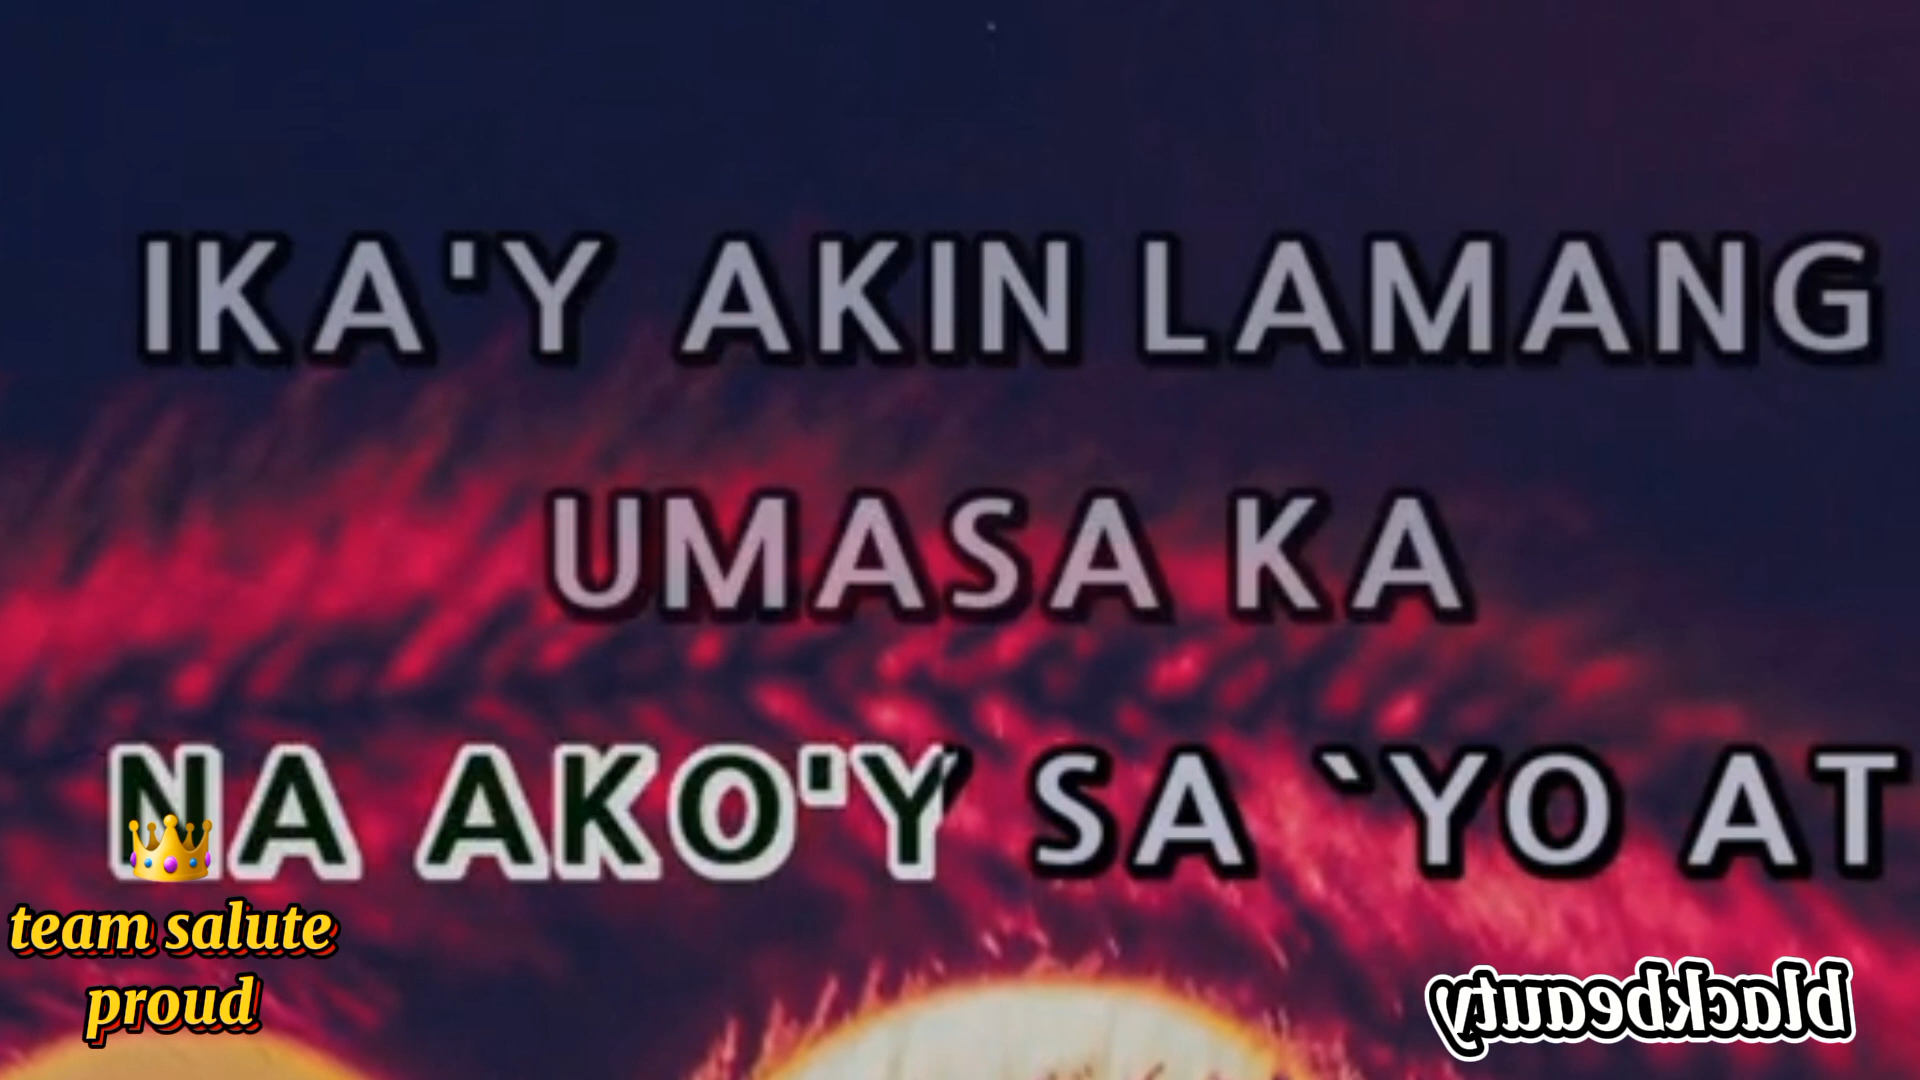 IKA'Y AKIN LAMANG
UMASA KA
NA AKO'Y SA `YO AT
team salute
proud
blackbeauty